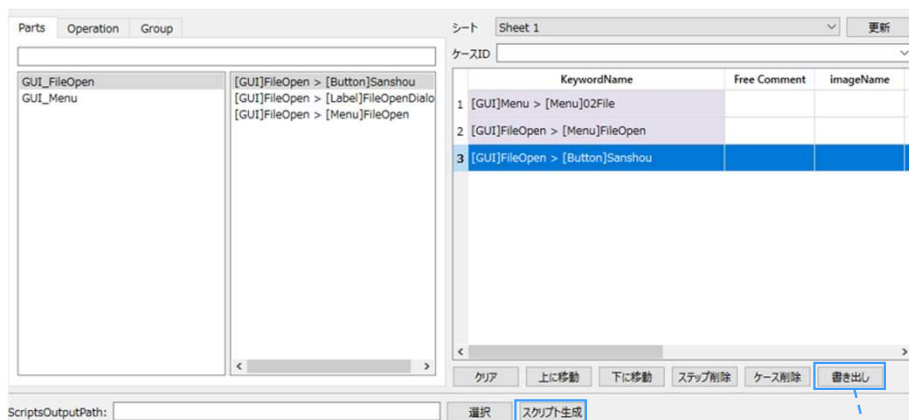 Parts Operation Group
シート Sheet 1 更新
ケースID
GUI_FileOpen
GUI_Menu
[GUI]FileOpen > [Button]Sanshou
[GUI]FileOpen > [Label]FileOpenDialo
[GUI]FileOpen > [Menu]FileOpen
KeywordName Free Comment imageName
1 [GUI]Menu > [Menu]02File
2 [GUI]FileOpen > [Menu]FileOpen
3 [GUI]FileOpen > [Button]Sanshou
クリア 上に移動 下に移動 ステップ削除 ケース削除 書き出し
ScriptsOutputPath: 選択 スクリプト生成